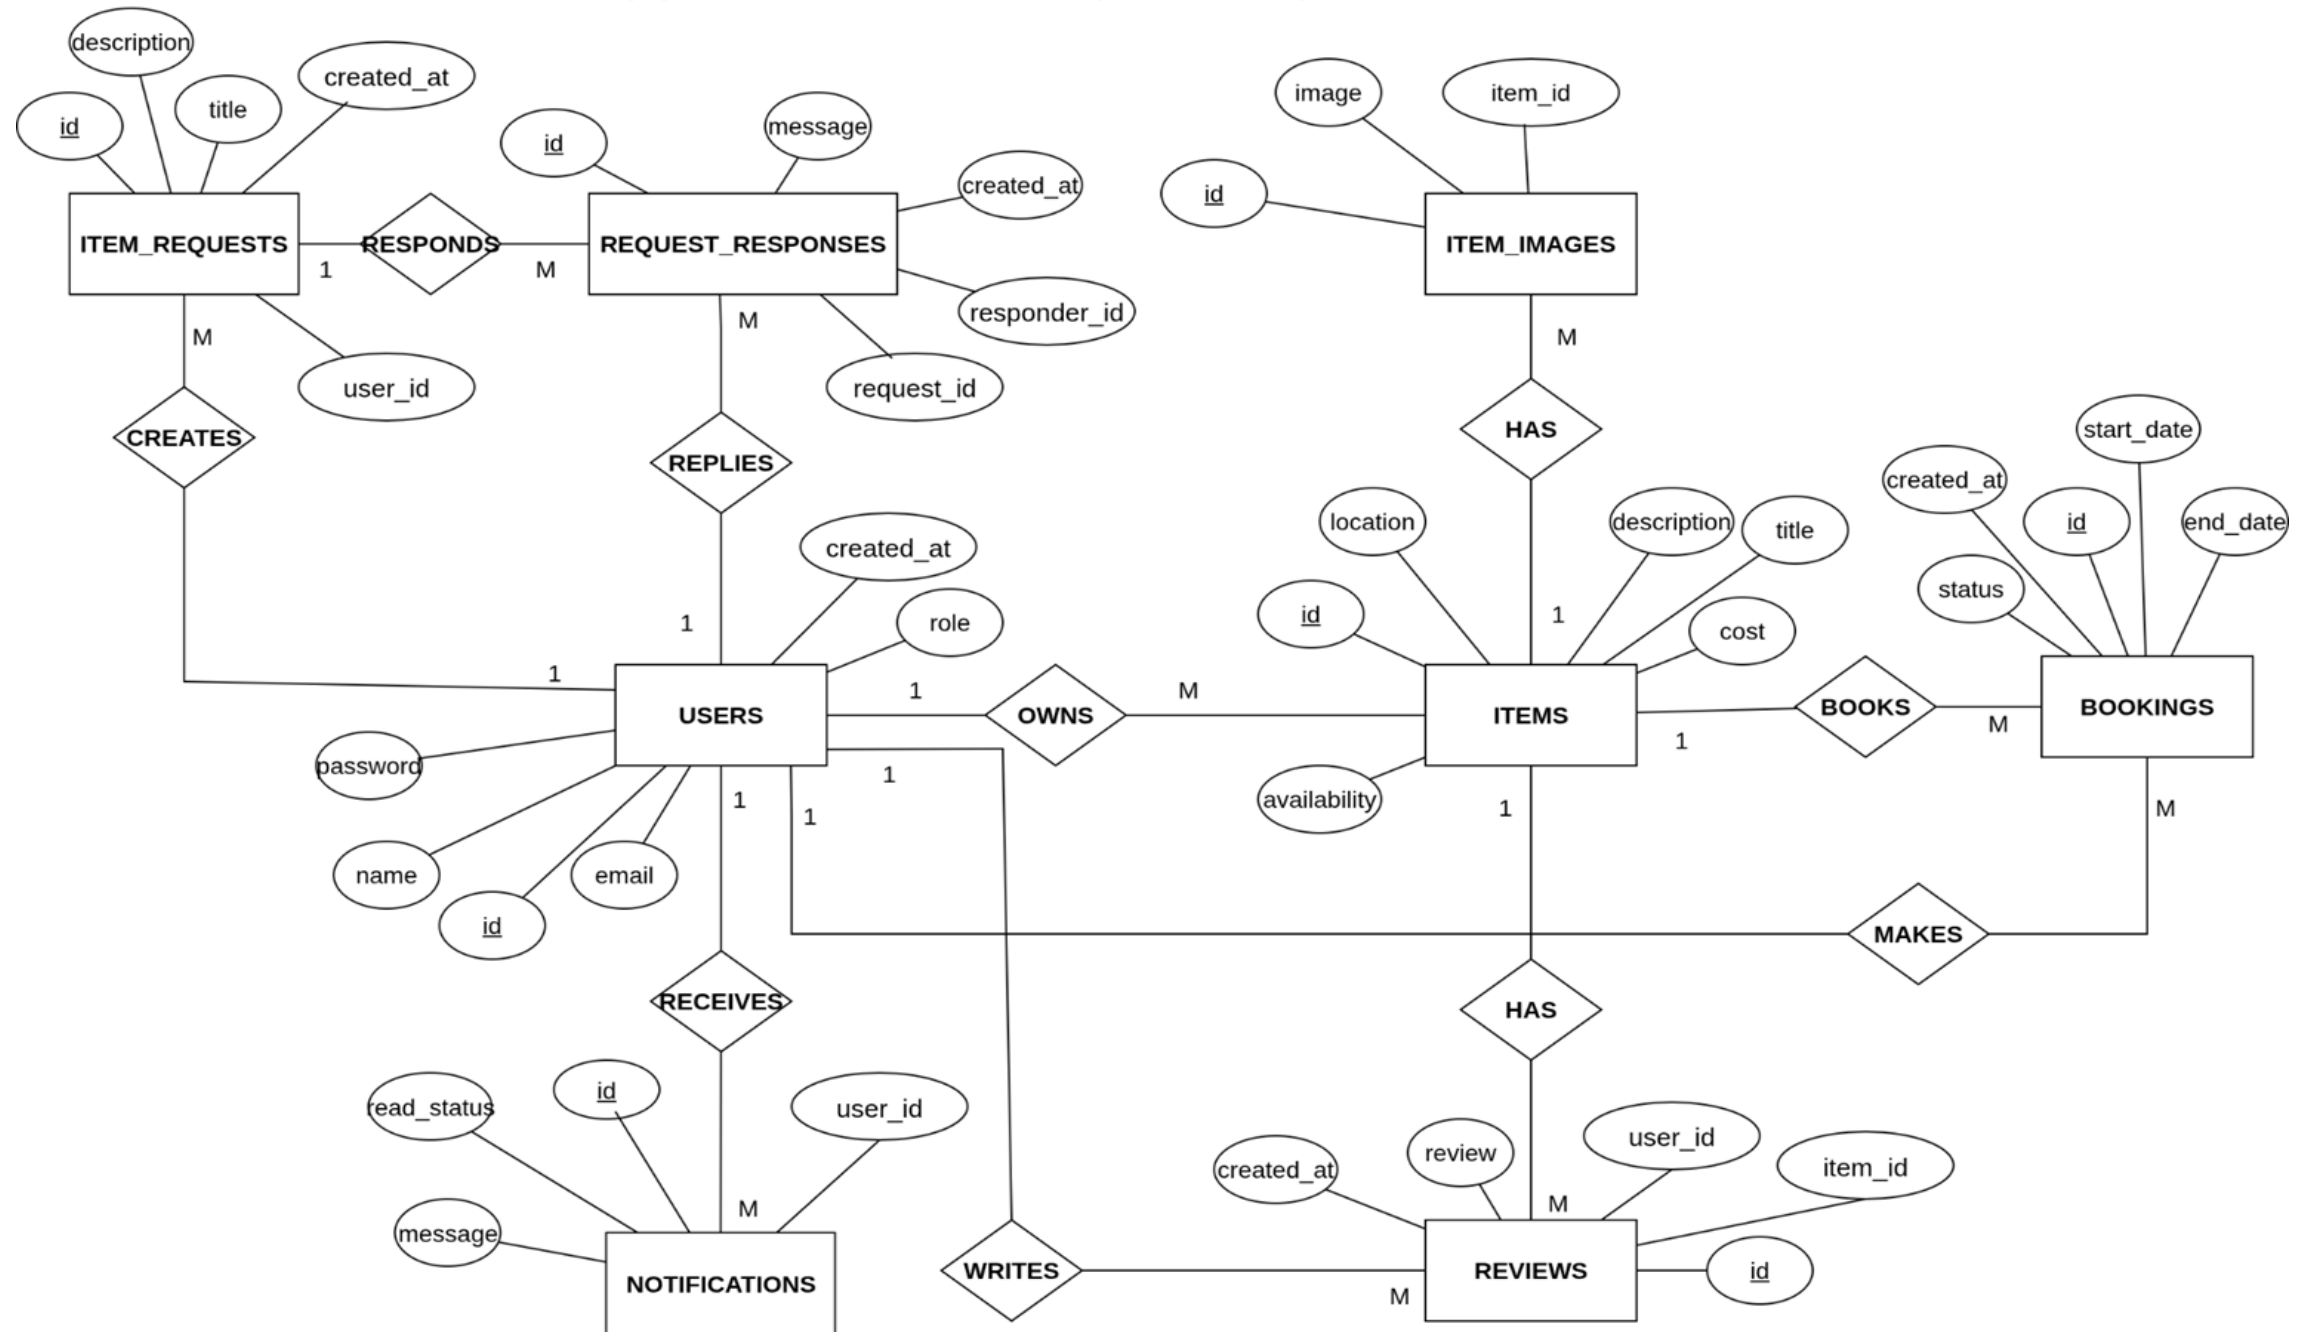 description
created_at
title
id
ITEM_REQUESTS
1
RESPONDS
M
id
message
created_at
REQUEST_RESPONSES
responder_id
request_id
M
user_id
M
CREATES
REPLIES
1
1
image
item_id
id
ITEM_IMAGES
M
HAS
1
location
description
title
id
cost
ITEMS
availability
1
1
BOOKS
M
start_date
created_at
id
end_date
status
BOOKINGS
M
MAKES
created_at
role
USERS
1
OWNS
M
password
name
id
email
1
1
1
RECEIVES
read_status
id
user_id
message
M
NOTIFICATIONS
WRITES
M
HAS
created_at
review
user_id
item_id
M
REVIEWS
id